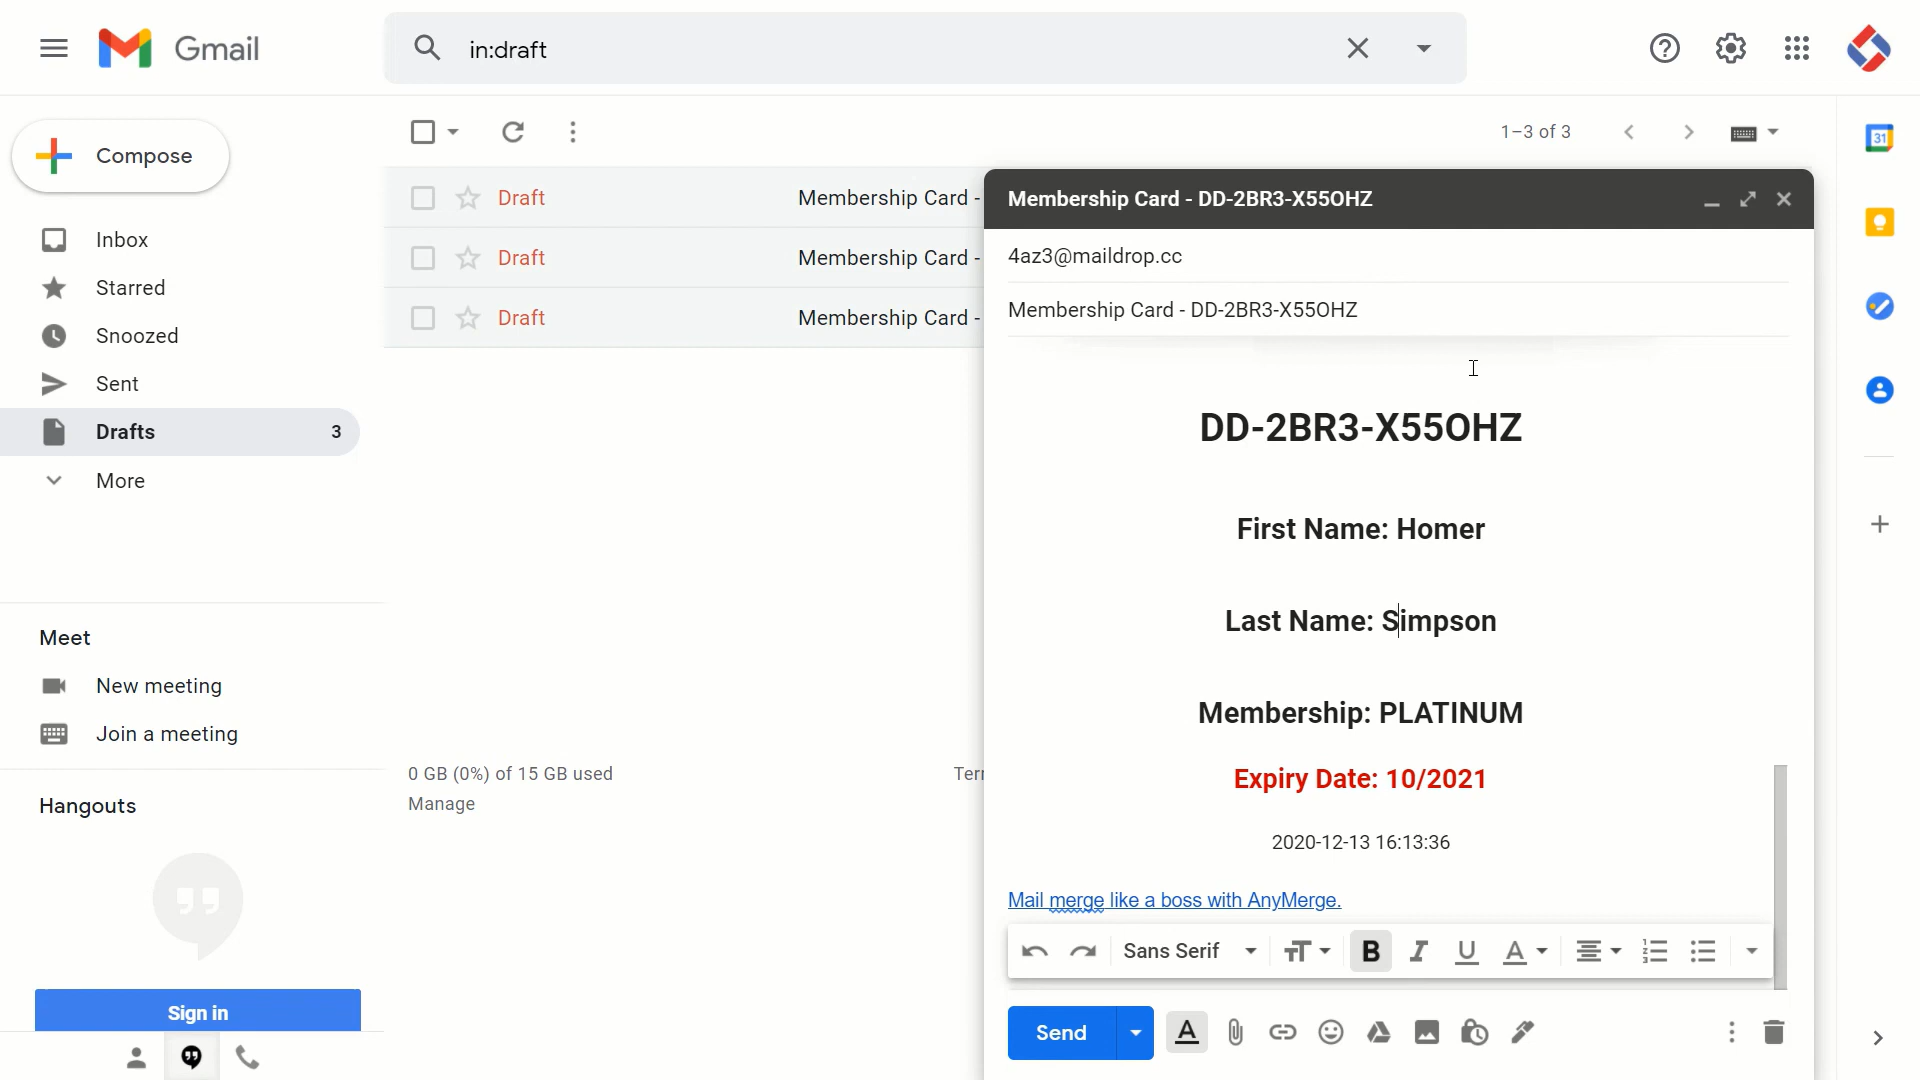 Gmail
in:draft
Compose
1–3 of 3
Inbox
Starred
Snoozed
Sent
Drafts 3
More
Draft Membership Card -
Draft Membership Card -
Draft Membership Card -
Membership Card - DD-2BR3-X55OHZ
4az3@maildrop.cc
Membership Card - DD-2BR3-X55OHZ
DD-2BR3-X55OHZ
First Name: Homer
Last Name: Simpson
Membership: PLATINUM
Expiry Date: 10/2021
2020-12-13 16:13:36
Mail merge like a boss with AnyMerge.
Sans Serif
Send
Meet
New meeting
Join a meeting
Hangouts
Sign in
0 GB (0%) of 15 GB used
Manage
Terr
31